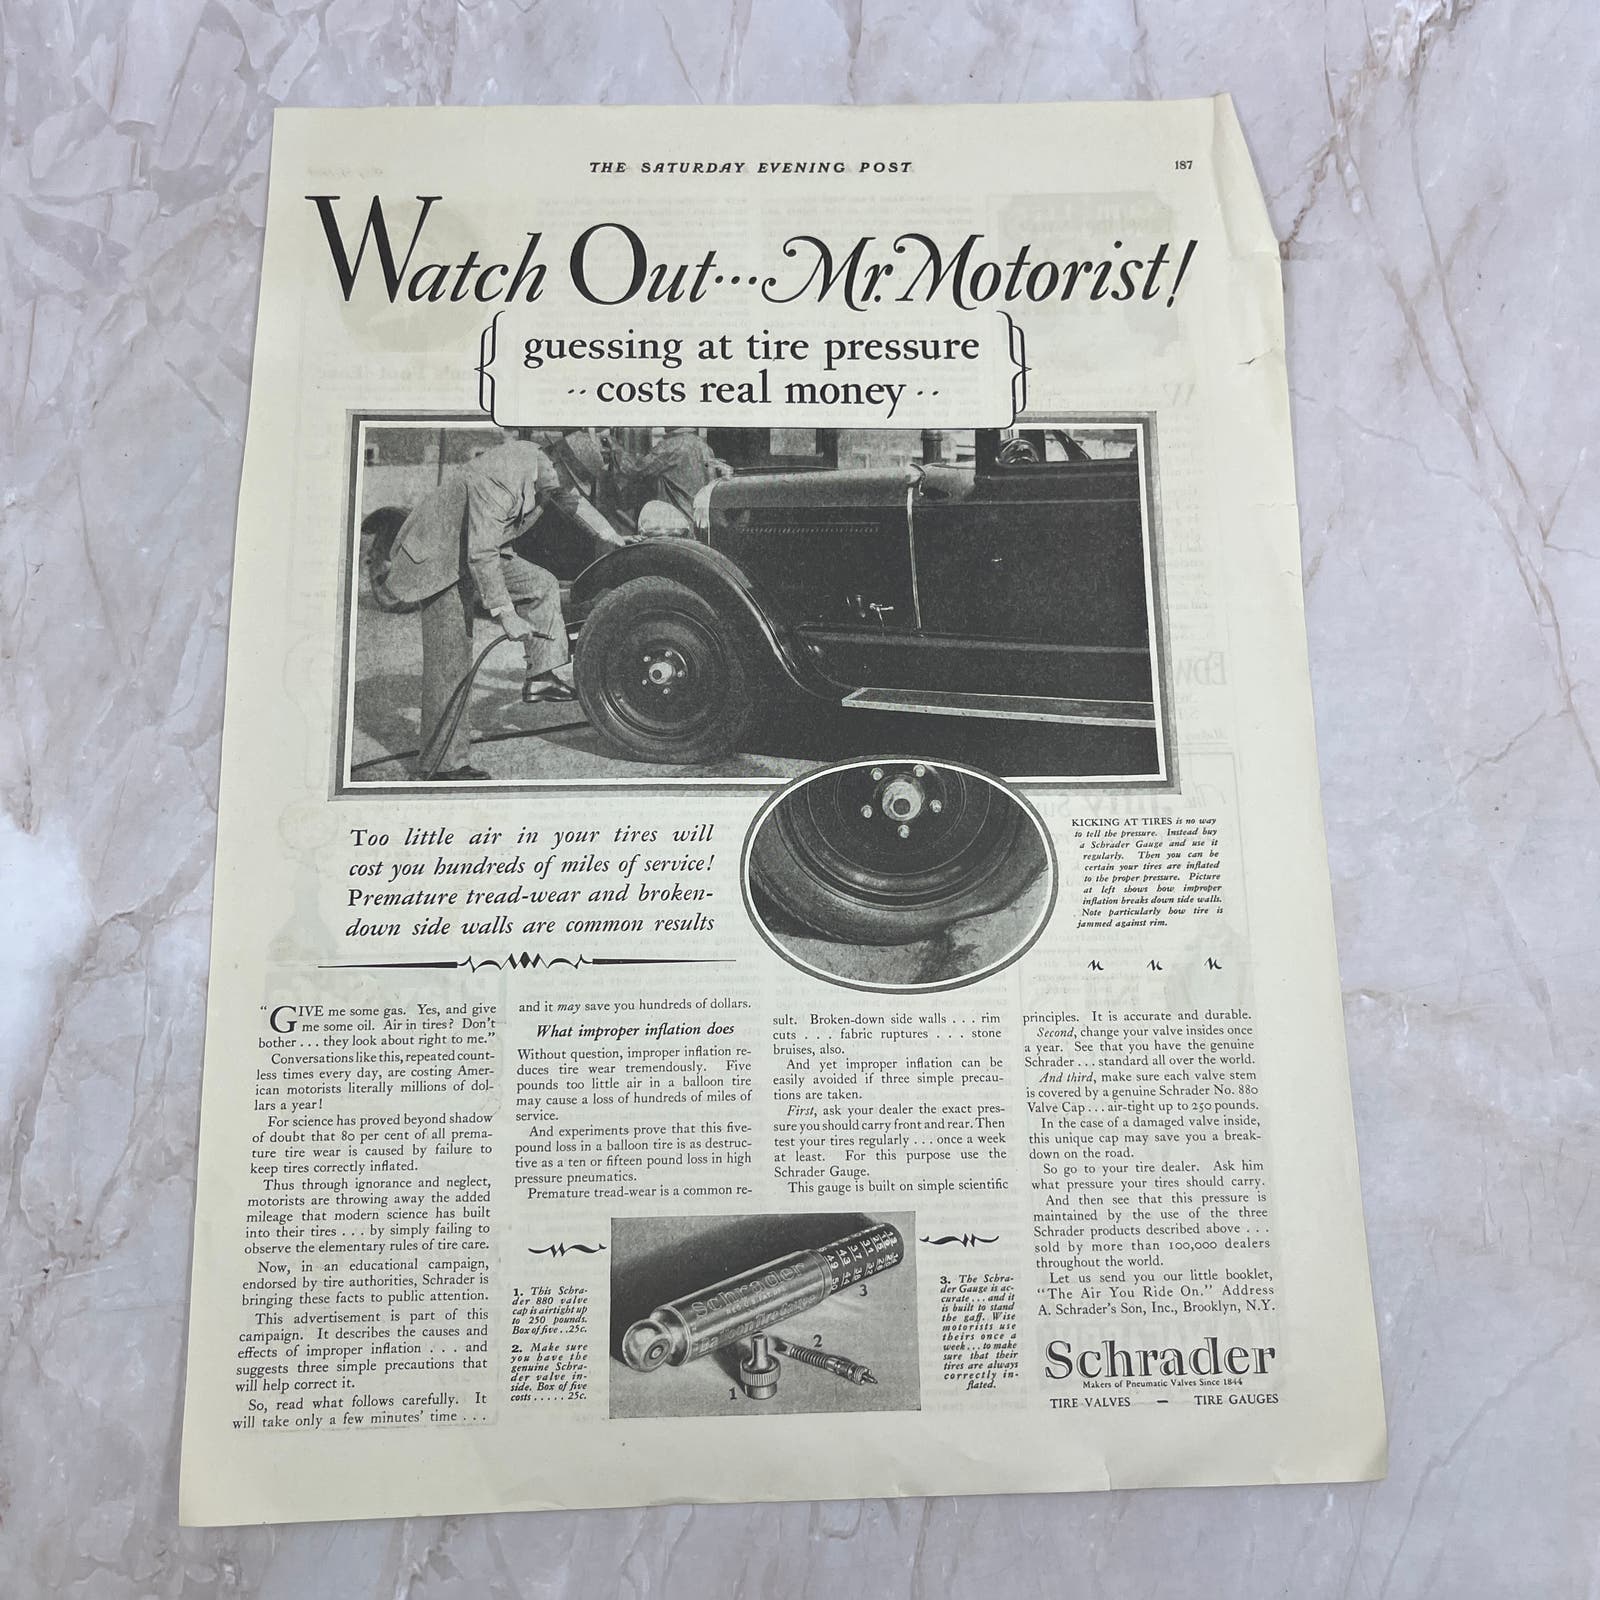 THE SATURDAY EVENING POST
187
Watch Out...Mr. Motorist!
guessing at tire pressure
·· costs real money ··
Too little air in your tires will
cost you hundreds of miles of service!
Premature tread-wear and broken-
down side walls are common results
KICKING AT TIRES is no way
to tell the pressure. Instead buy
a Schrader Gauge and use it
regularly. Then you can be
certain your tires are inflated
to the proper pressure. Picture
at left shows how improper
inflation breaks down side walls.
Note particularly how tire is
jammed against rim.
"GIVE me some gas. Yes, and give
me some oil. Air in tires? Don't
bother . . . they look about right to me."
Conversations like this, repeated count-
less times every day, are costing Amer-
ican motorists literally millions of dol-
lars a year!
For science has proved beyond shadow
of doubt that 80 per cent of all prema-
ture tire wear is caused by failure to
keep tires correctly inflated.
Thus through ignorance and neglect,
motorists are throwing away the added
mileage that modern science has built
into their tires . . . by simply failing to
observe the elementary rules of tire care.
Now, in an educational campaign,
endorsed by tire authorities, Schrader is
bringing these facts to public attention.
This advertisement is part of this
campaign. It describes the causes and
effects of improper inflation . . . and
suggests three simple precautions that
will help correct it.
So, read what follows carefully. It
will take only a few minutes' time . . .
and it may save you hundreds of dollars.
What improper inflation does
Without question, improper inflation re-
duces tire wear tremendously. Five
pounds too little air in a balloon tire
may cause a loss of hundreds of miles of
service.
And experiments prove that this five-
pound loss in a balloon tire is as destruc-
tive as a ten or fifteen pound loss in high
pressure pneumatics.
Premature tread-wear is a common re-
sult. Broken-down side walls . . . rim
cuts . . . fabric ruptures . . . stone
bruises, also.
And yet improper inflation can be
easily avoided if three simple precau-
tions are taken.
First, ask your dealer the exact pres-
sure you should carry front and rear. Then
test your tires regularly . . . once a week
at least. For this purpose use the
Schrader Gauge.
This gauge is built on simple scientific
principles. It is accurate and durable.
Second, change your valve insides once
a year. See that you have the genuine
Schrader . . . standard all over the world.
And third, make sure each valve stem
is covered by a genuine Schrader No. 880
Valve Cap . . . air-tight up to 250 pounds.
In the case of a damaged valve inside,
this unique cap may save you a break-
down on the road.
So go to your tire dealer. Ask him
what pressure your tires should carry.
And then see that this pressure is
maintained by the use of the three
Schrader products described above . . .
sold by more than 100,000 dealers
throughout the world.
Let us send you our little booklet,
"The Air You Ride On." Address
A. Schrader's Son, Inc., Brooklyn, N.Y.
1. This Schra-
der 880 valve
cap is airtight up
to 250 pounds.
Box of five . . 25c.
2. Make sure
you have the
genuine Schra-
der valve in-
side. Box of five
costs . . . . . 25c.
Schrader
1
2
3
3. The Schra-
der Gauge is ac-
curate . . . and it
is built to stand
the gaff. Wise
motorists use
theirs once a
week . . . to make
sure that their
tires are always
correctly in-
flated.
Schrader
Makers of Pneumatic Valves Since 1844
TIRE VALVES — TIRE GAUGES